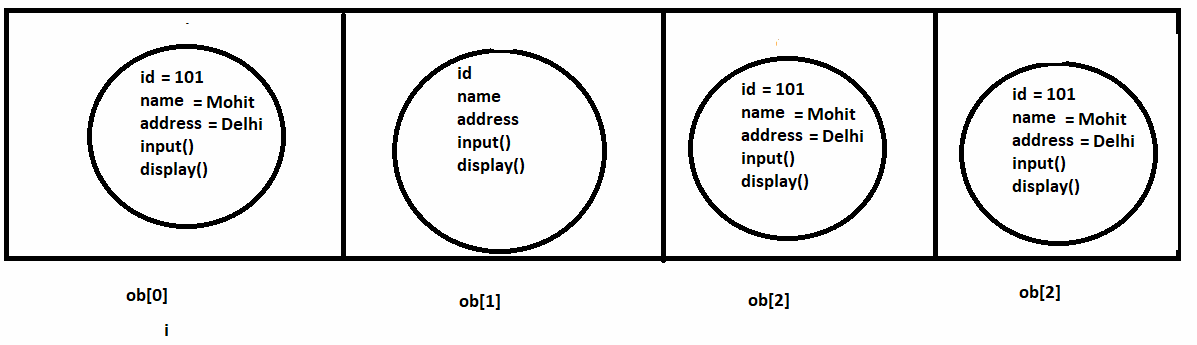 id = 101
name = Mohit
address = Delhi
input()
display()
id
name
address
input()
display()
id = 101
name = Mohit
address = Delhi
input()
display()
id = 101
name = Mohit
address = Delhi
input()
display()
ob[0]
ob[1]
ob[2]
ob[2]
i